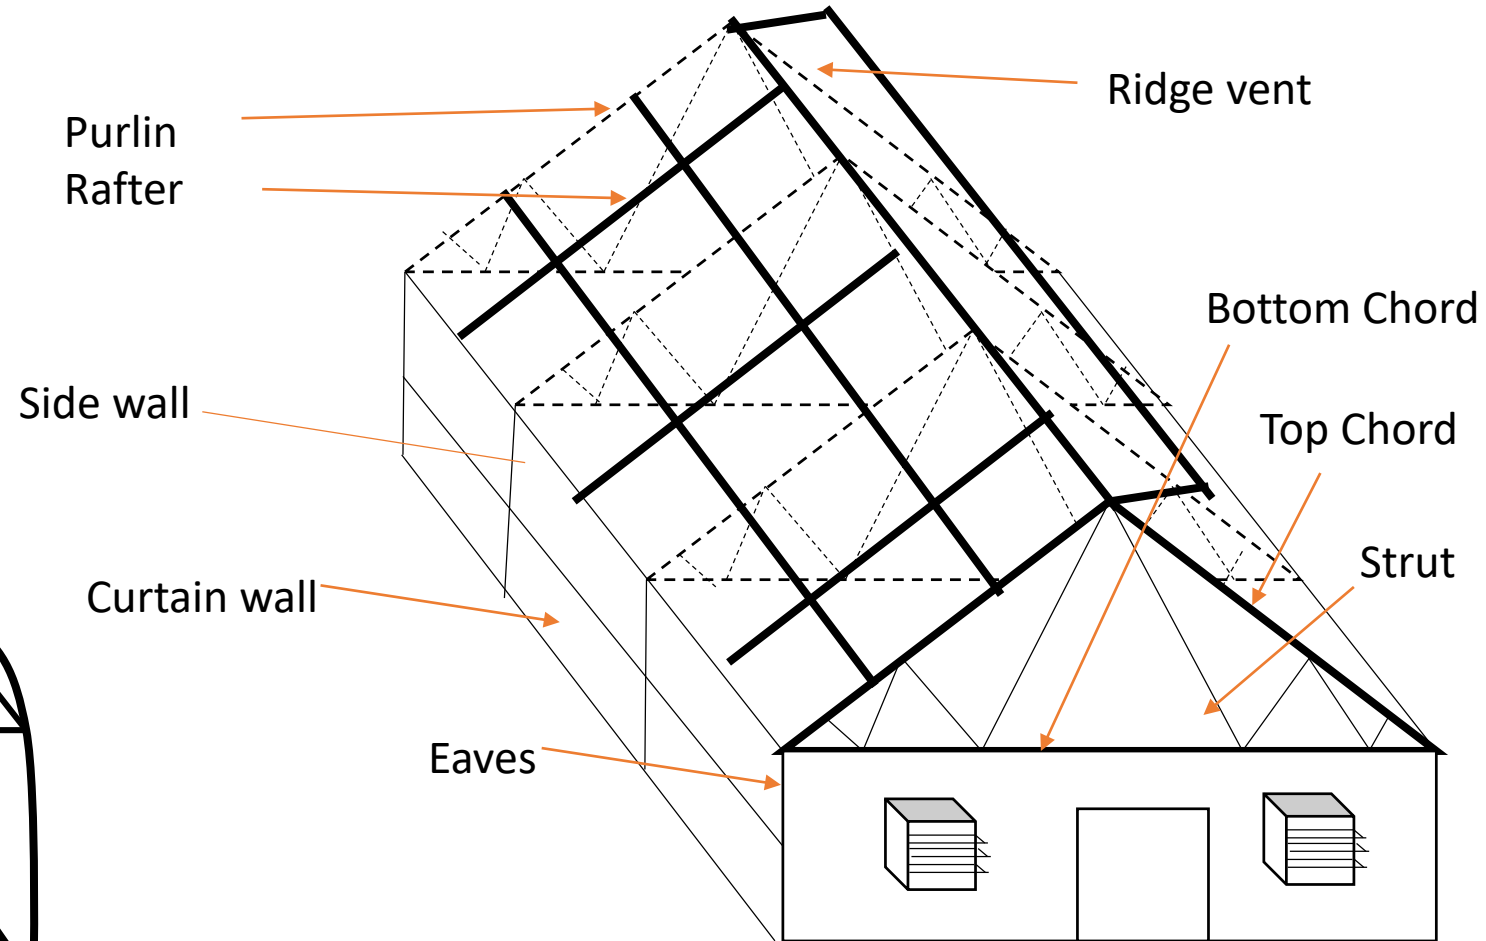 Ridge vent
Purlin
Rafter
Bottom Chord
Side wall
Top Chord
Strut
Curtain wall
Eaves